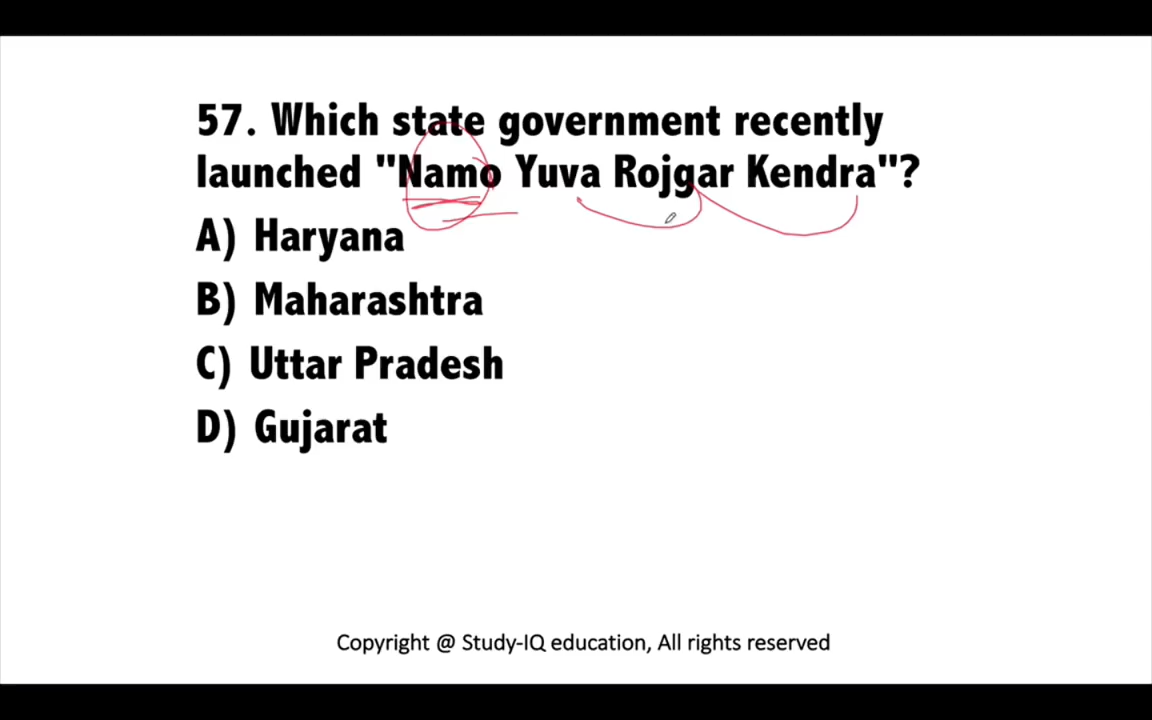 57. Which state government recently
launched "Namo Yuva Rojgar Kendra"?
A) Haryana
B) Maharashtra
C) Uttar Pradesh
D) Gujarat
Copyright @ Study-IQ education, All rights reserved